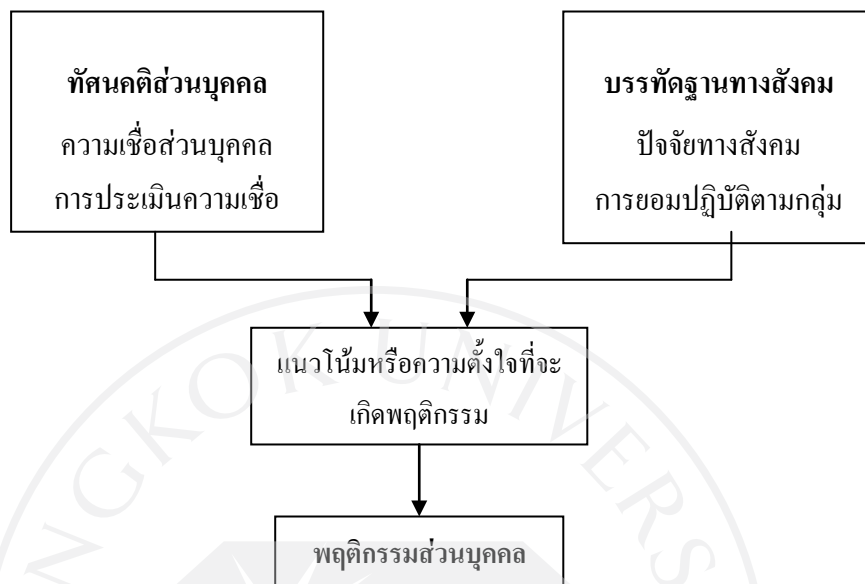 ทัศนคติส่วนบุคคล
ความเชื่อส่วนบุคคล
การประเมินความเชื่อ
บรรทัดฐานทางสังคม
ปัจจัยทางสังคม
การยอมปฏิบัติตามกลุ่ม
แนวโน้มหรือความตั้งใจที่จะ
เกิดพฤติกรรม
พฤติกรรมส่วนบุคคล
NGKOK UNIVERS